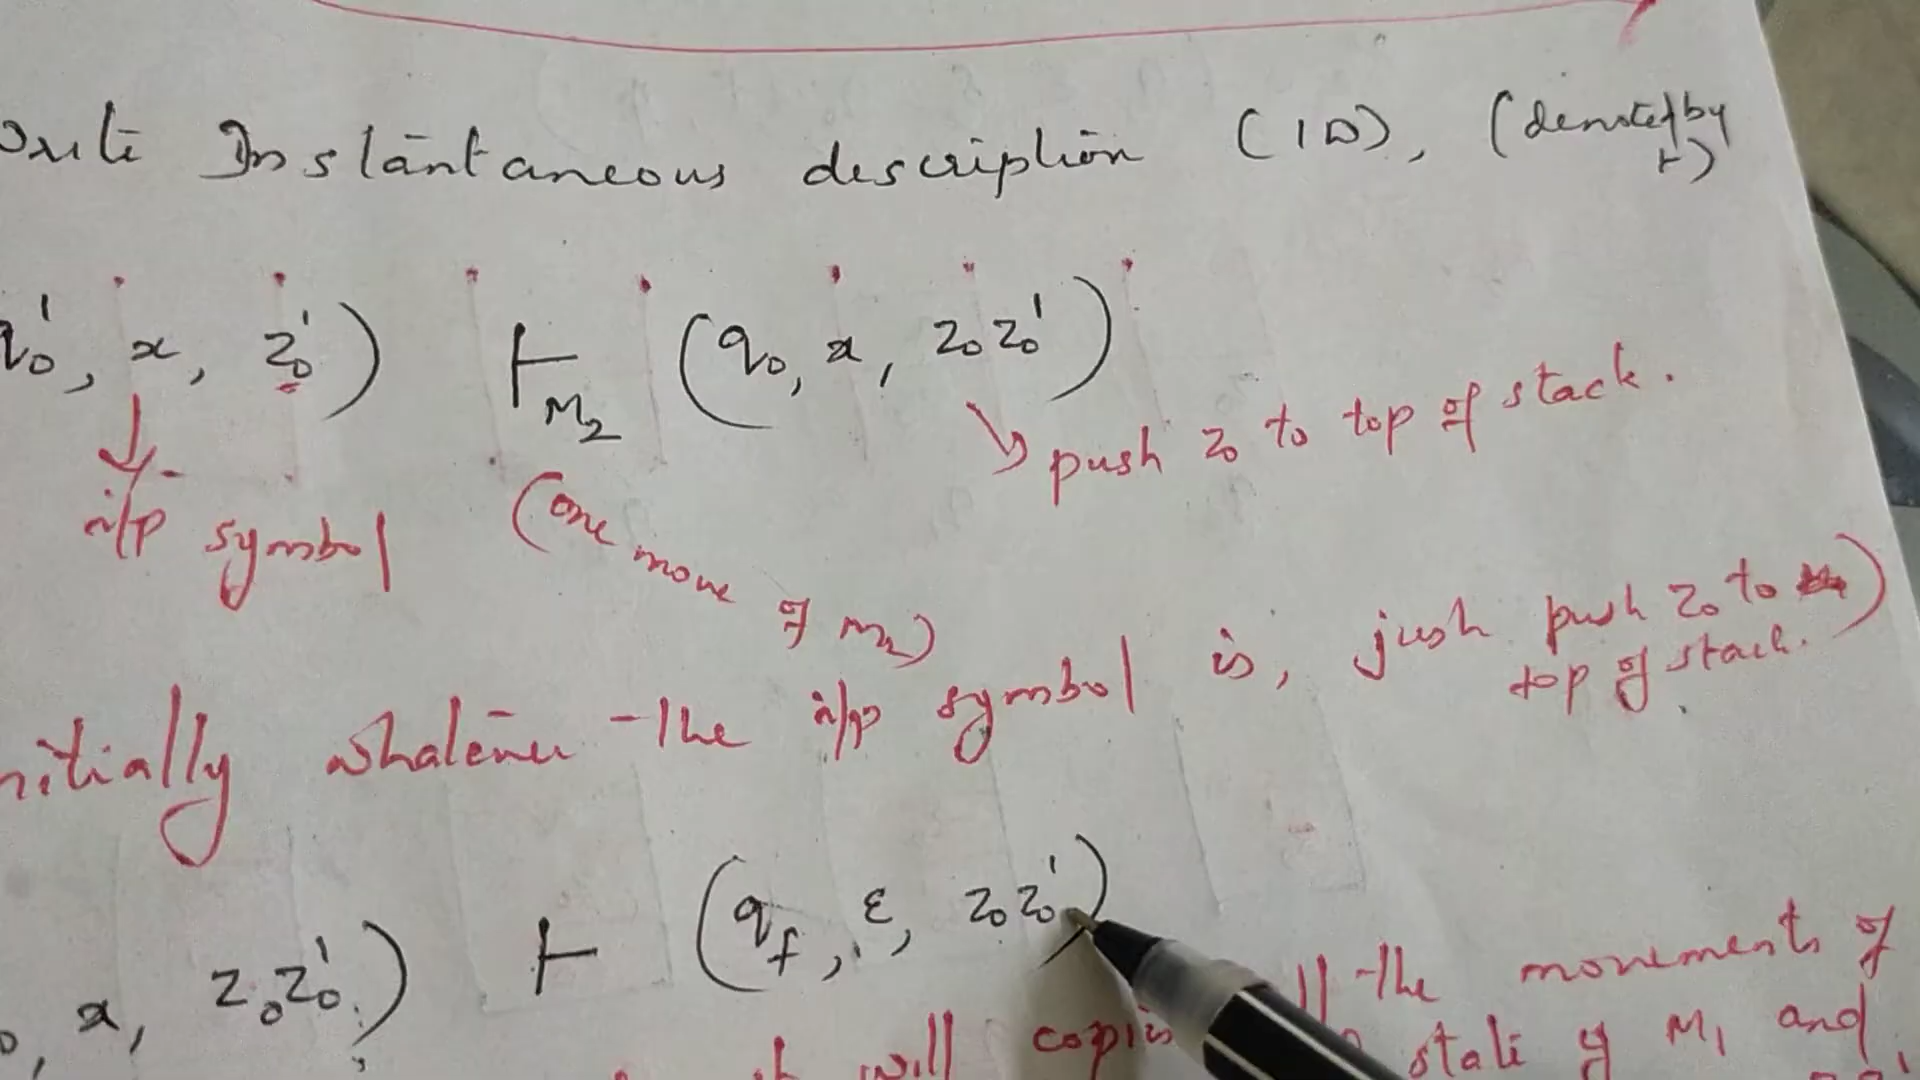 Instantaneous description (ID), (denoted by ⊢)
q₀', x, z₀') ⊢M₂ (q₀, x, z₀z₀')
push z₀ to top of stack.
i/p symbol
(one move of M₂)
nitially whatever the i/p symbol is, just push z₀ to top of stack.)
, x, z₀z₀') ⊢ (qf, ε, z₀z₀')
the movements of
will state of M₁ and